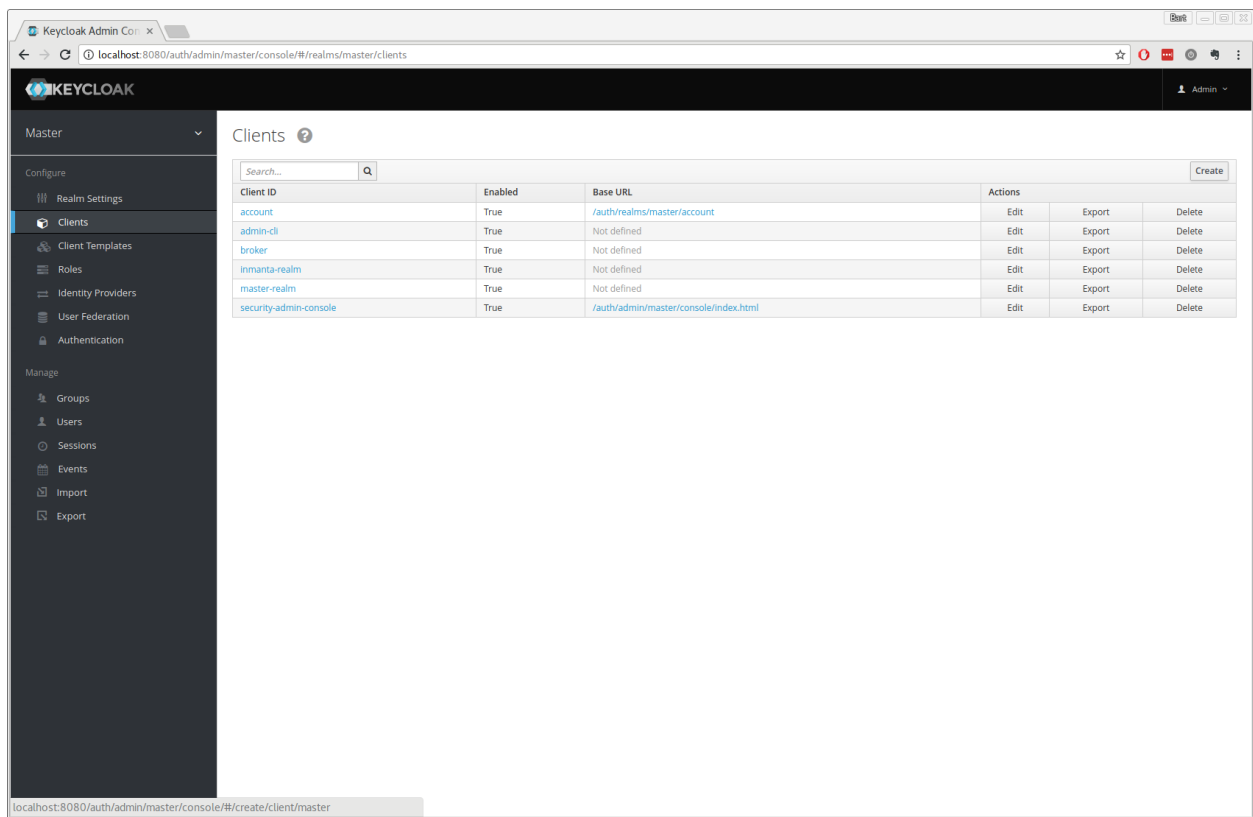 Bart
Keycloak Admin Con
localhost:8080/auth/admin/master/console/#/realms/master/clients
KEYCLOAK
Admin
Master
Clients
Configure
Search...
Create
Client ID Enabled Base URL Actions
Realm Settings
account True /auth/realms/master/account Edit Export Delete
Clients
admin-cli True Not defined Edit Export Delete
Client Templates
broker True Not defined Edit Export Delete
Roles
inmanta-realm True Not defined Edit Export Delete
Identity Providers
master-realm True Not defined Edit Export Delete
User Federation
security-admin-console True /auth/admin/master/console/index.html Edit Export Delete
Authentication
Manage
Groups
Users
Sessions
Events
Import
Export
localhost:8080/auth/admin/master/console/#/create/client/master